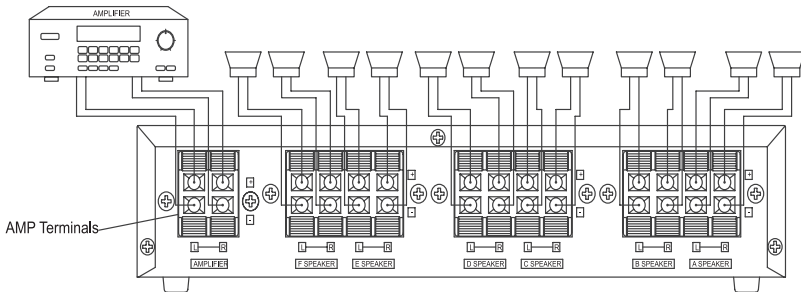 AMPLIFIER
+ + + +
- - - -
AMP Terminals
L R L R L R L R L R L R L R
AMPLIFIER F SPEAKER E SPEAKER D SPEAKER C SPEAKER B SPEAKER A SPEAKER